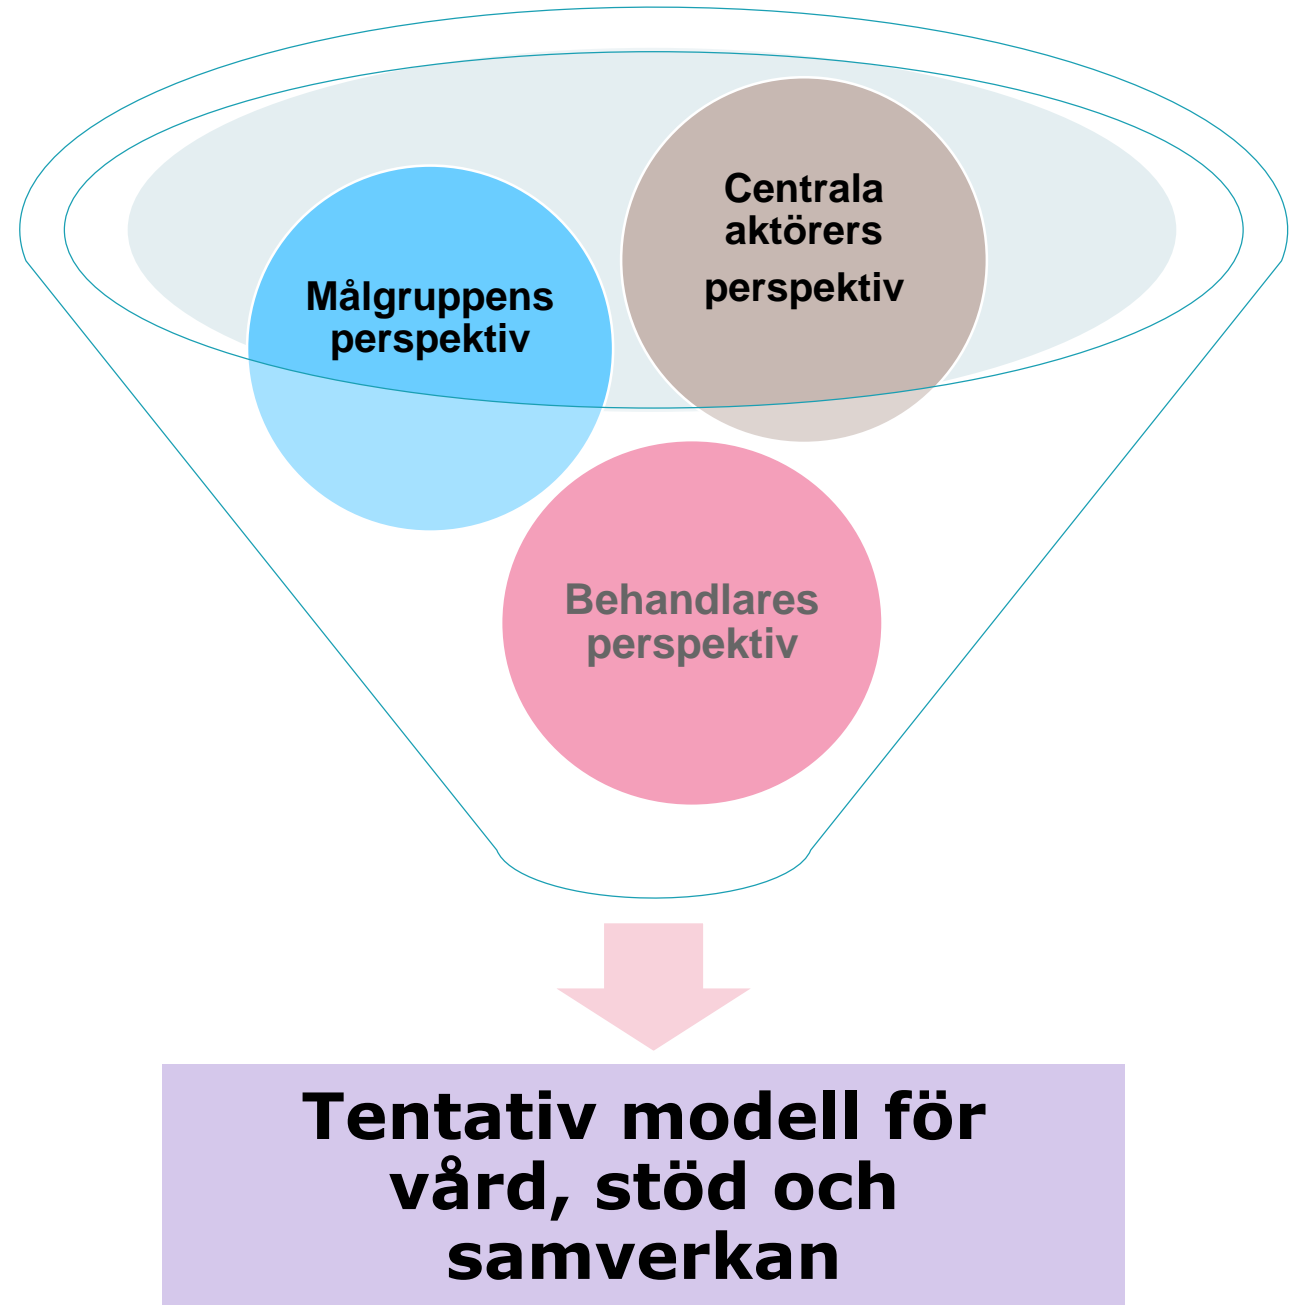 Centrala
aktörers
perspektiv
Målgruppens
perspektiv
Behandlares
perspektiv
Tentativ modell för
vård, stöd och
samverkan